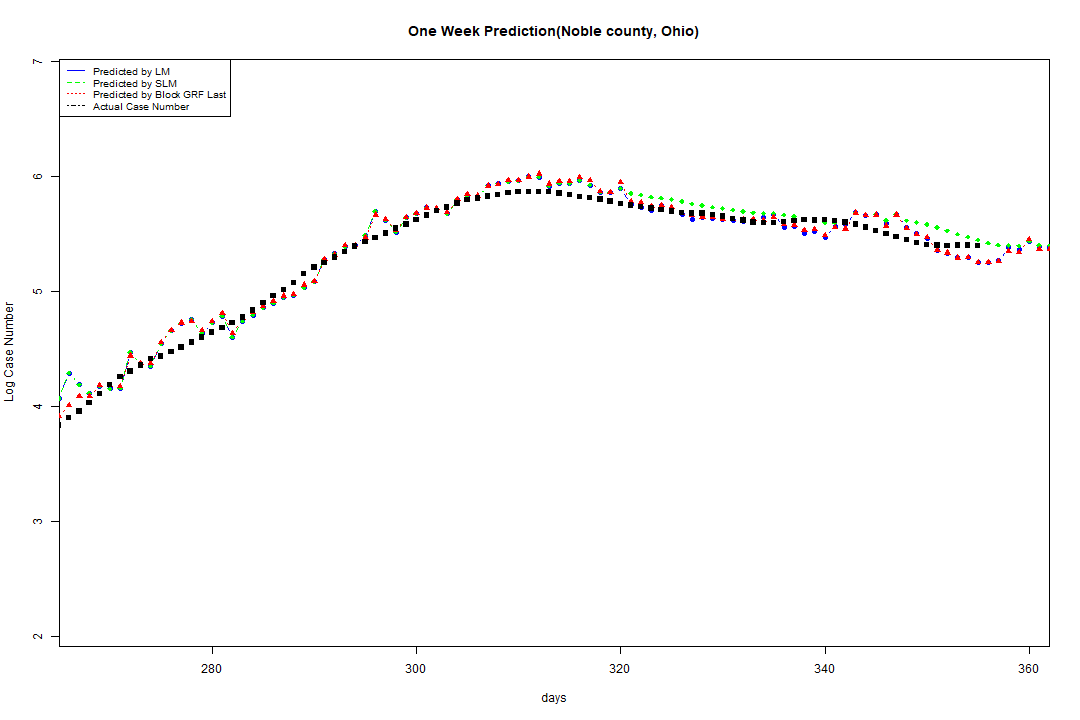 One Week Prediction(Noble county, Ohio)
Predicted by LM
Predicted by SLM
Predicted by Block GRF Last
Actual Case Number
7
6
5
4
3
2
Log Case Number
280 300 320 340 360
days